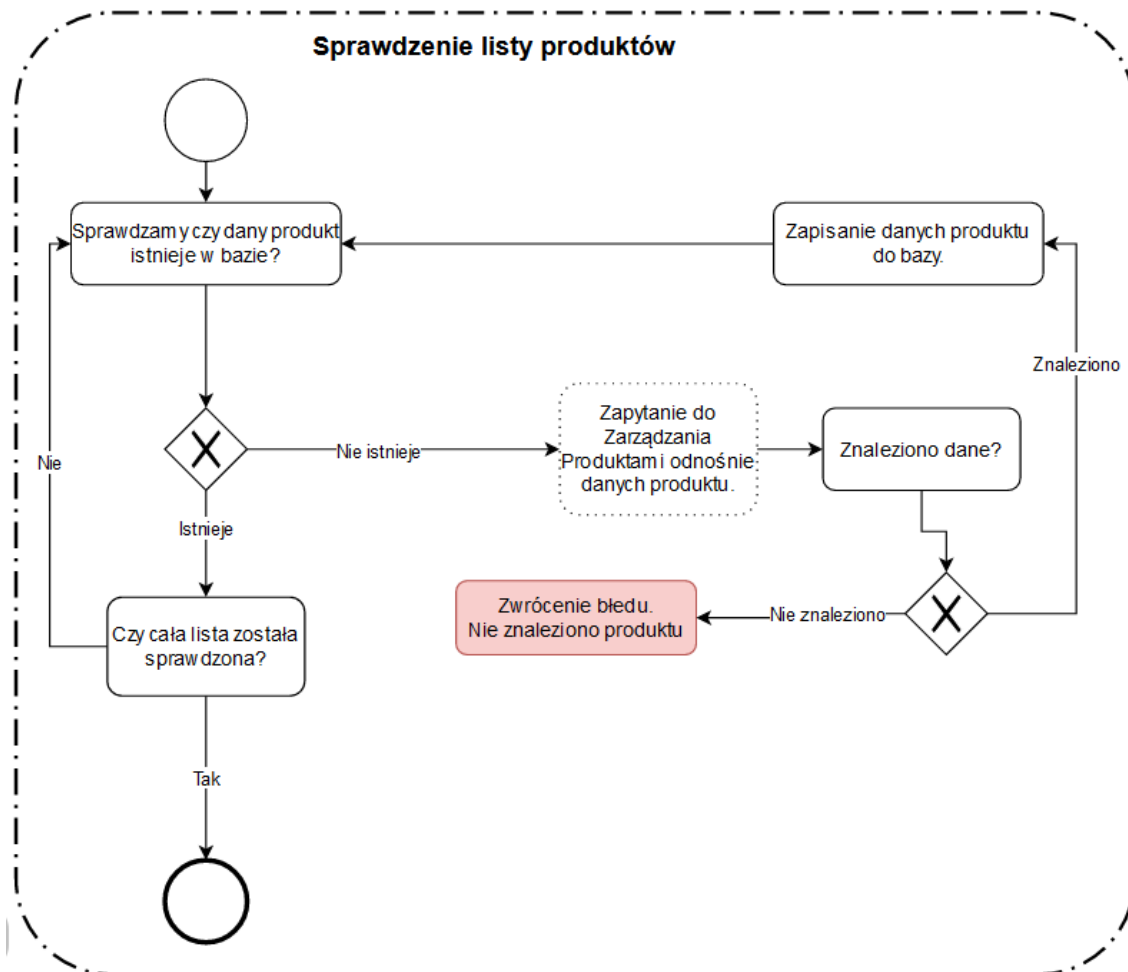 Sprawdzenie listy produktów
Sprawdzamy czy dany produkt
istnieje w bazie?
Zapisanie danych produktu
do bazy.
Znaleziono
Nie
Nie istnieje
Zapytanie do
Zarządzania
Produktami odnośnie
danych produktu.
Znaleziono dane?
Istnieje
Zwrócenie błedu.
Nie znaleziono produktu
Nie znaleziono
Czy cała lista została
sprawdzona?
Tak